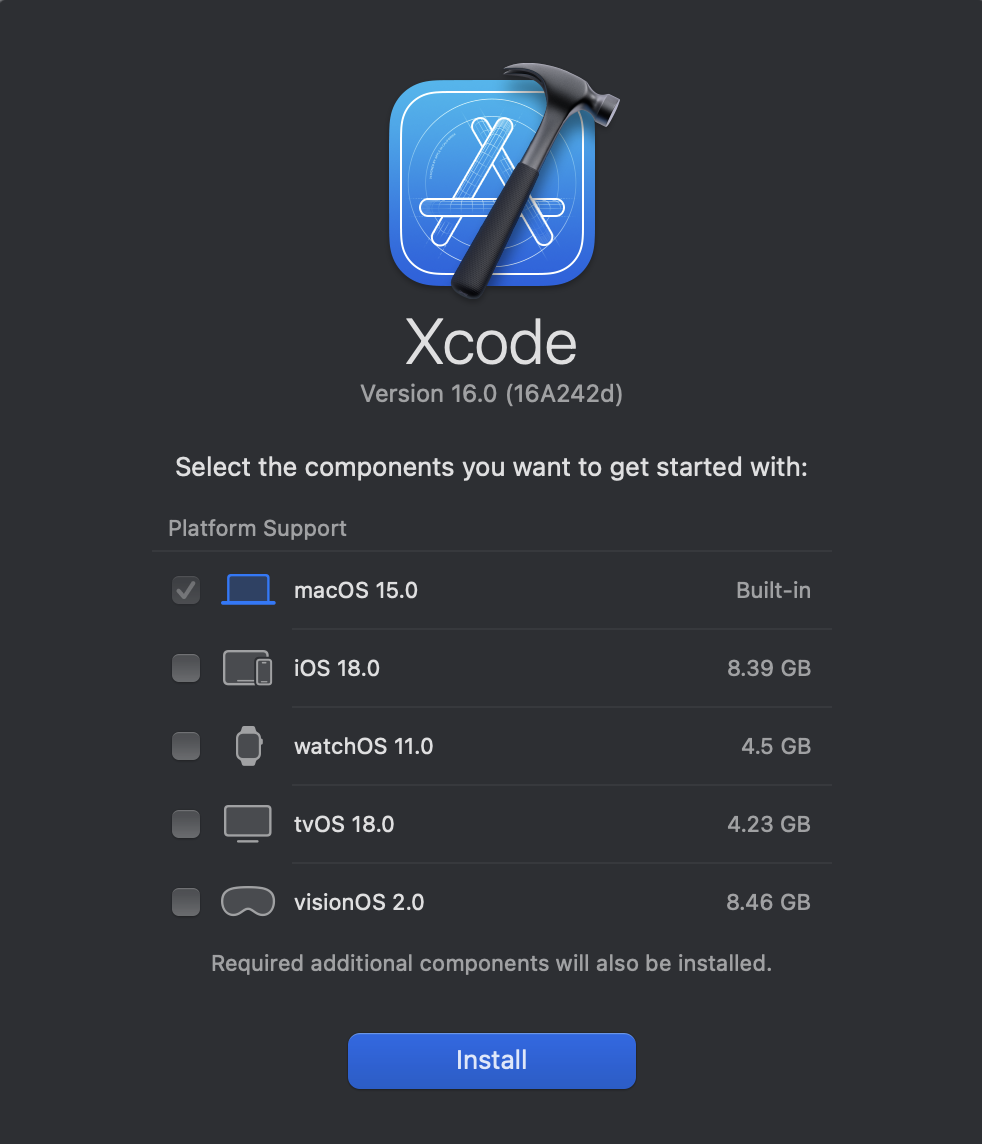 Xcode
Version 16.0 (16A242d)
Select the components you want to get started with:
Platform Support
macOS 15.0 Built-in
iOS 18.0 8.39 GB
watchOS 11.0 4.5 GB
tvOS 18.0 4.23 GB
visionOS 2.0 8.46 GB
Required additional components will also be installed.
Install